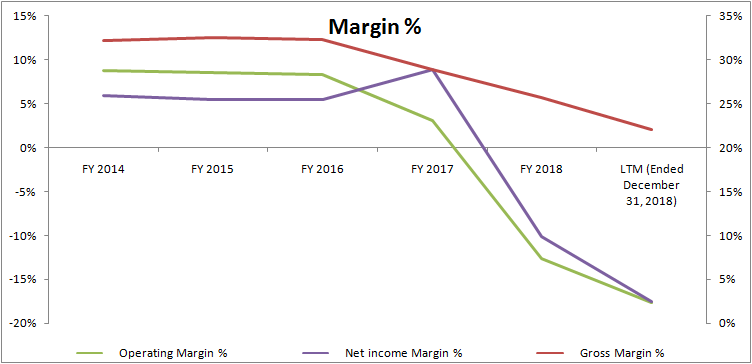 Margin %
15%
10%
5%
0%
-5%
-10%
-15%
-20%
35%
30%
25%
20%
15%
10%
5%
0%
FY 2014
FY 2015
FY 2016
FY 2017
FY 2018
LTM (Ended
December
31, 2018)
Operating Margin %
Net income Margin %
Gross Margin %